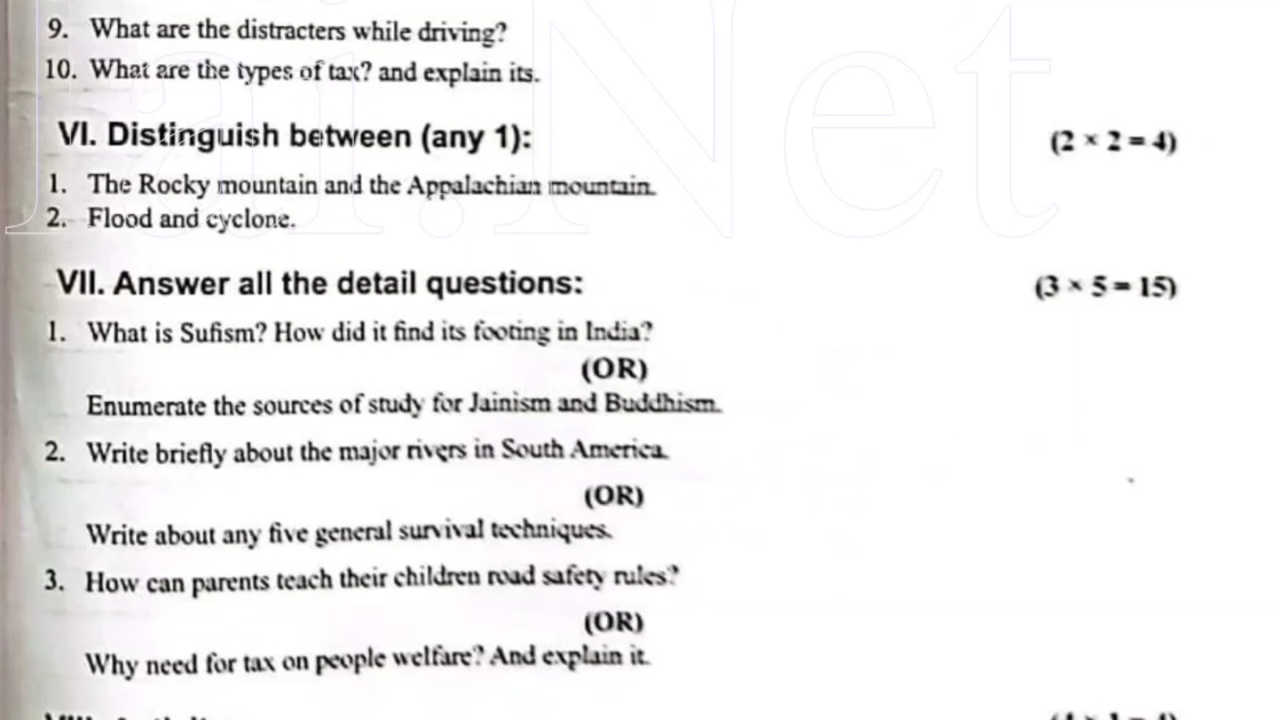 9. What are the distracters while driving?
10. What are the types of tax? and explain its.
VI. Distinguish between (any 1): (2 × 2 = 4)
1. The Rocky mountain and the Appalachian mountain.
2. Flood and cyclone.
VII. Answer all the detail questions: (3 × 5 = 15)
1. What is Sufism? How did it find its footing in India?
(OR)
Enumerate the sources of study for Jainism and Buddhism.
2. Write briefly about the major rivers in South America.
(OR)
Write about any five general survival techniques.
3. How can parents teach their children road safety rules?
(OR)
Why need for tax on people welfare? And explain it.
Jai.Net